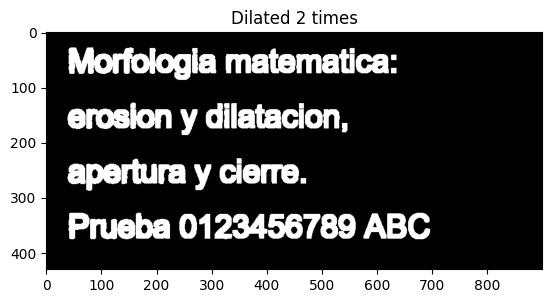 Dilated 2 times
0
100
200
300
400
Morfologia matematica:
erosion y dilatacion,
apertura y cierre.
Prueba 0123456789 ABC
0 100 200 300 400 500 600 700 800